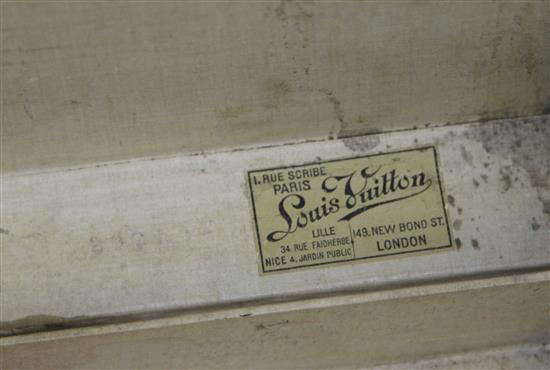 1. RUE SCRIBE
PARIS
Louis Vuitton
LILLE
34. RUE FAIDHERBE.
NICE 4. JARDIN PUBLIC
149. NEW BOND ST.
LONDON